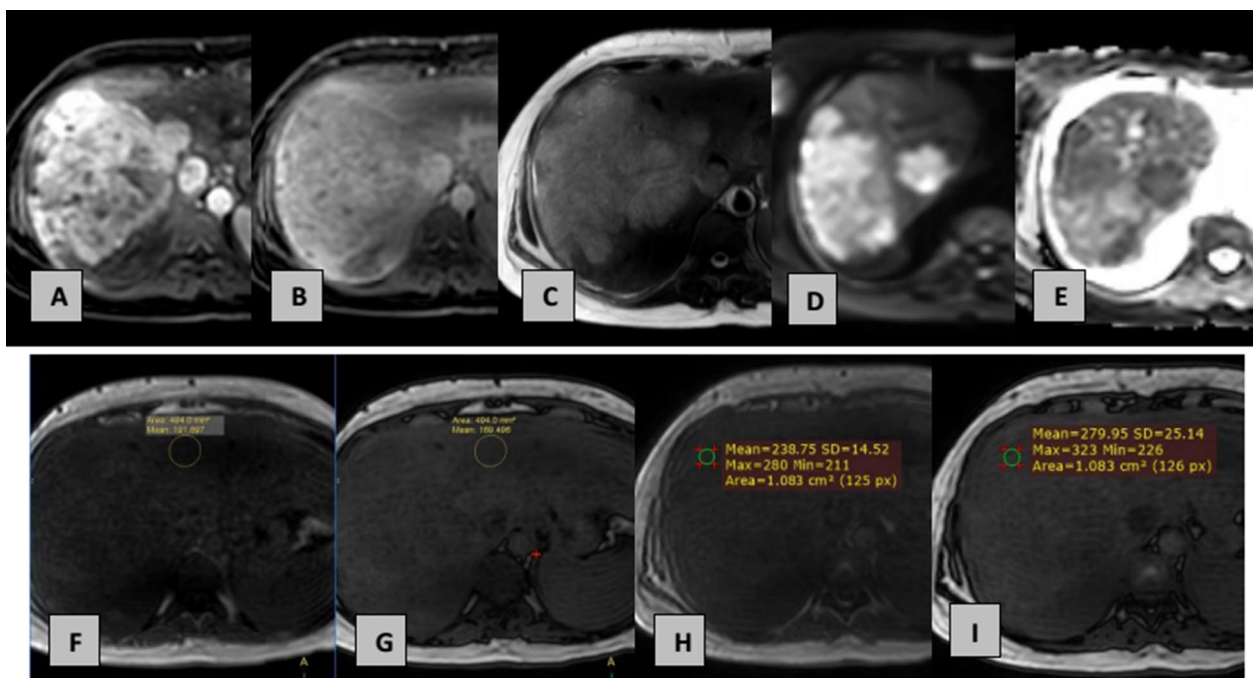 A
B
C
D
E
Area: 494.0 mm²
Mean: 191.697
Area: 494.0 mm²
Mean: 169.496
Mean=238.75 SD=14.52
Max=280 Min=211
Area=1.083 cm² (125 px)
Mean=279.95 SD=25.14
Max=323 Min=226
Area=1.083 cm² (126 px)
F
G
H
I
A
A